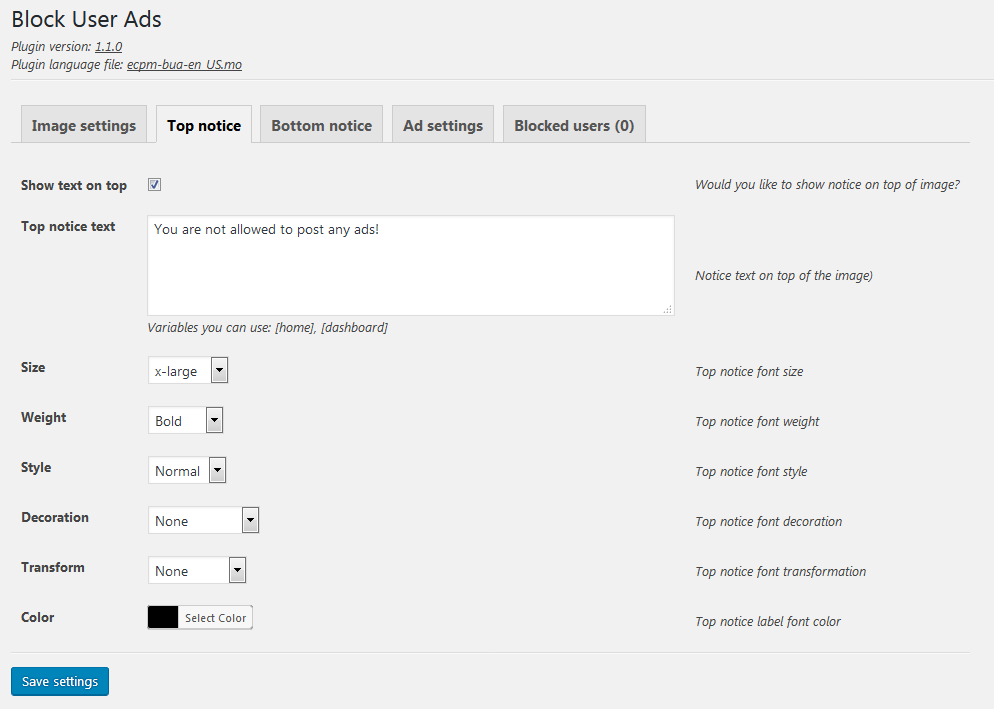 Block User Ads
Plugin version: 1.1.0
Plugin language file: ecpm-bua-en_US.mo
Image settings Top notice Bottom notice Ad settings Blocked users (0)
Show text on top Would you like to show notice on top of image?
Top notice text You are not allowed to post any ads!
Notice text on top of the image)
Variables you can use: [home], [dashboard]
Size x-large Top notice font size
Weight Bold Top notice font weight
Style Normal Top notice font style
Decoration None Top notice font decoration
Transform None Top notice font transformation
Color Select Color Top notice label font color
Save settings